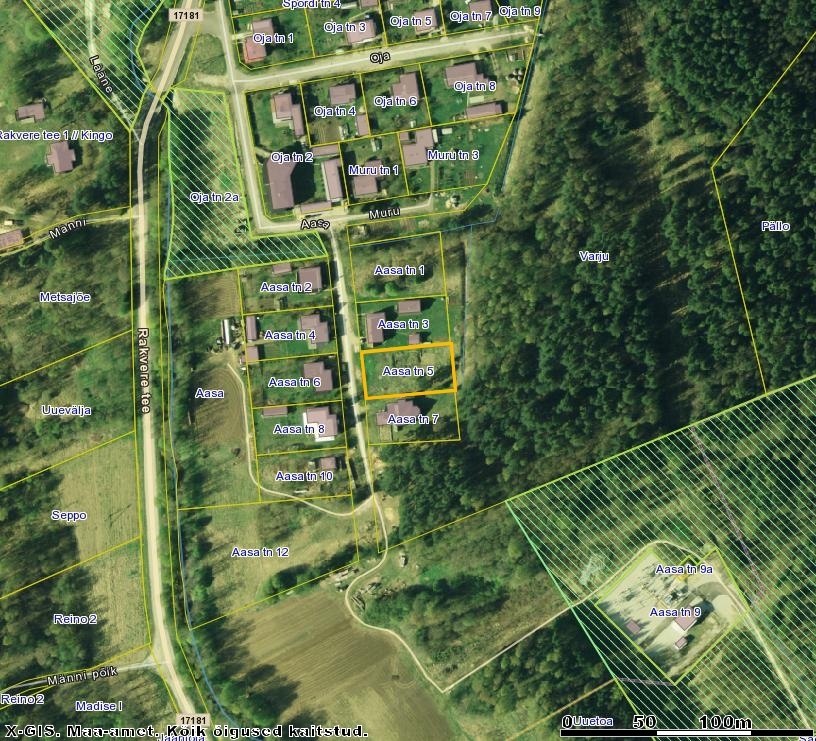 Spordi tn 4
Oja tn 5
Oja tn 7
Oja tn 9
17181
Oja tn 1
Oja tn 3
Oja
Laane
Oja tn 8
Oja tn 4
Oja tn 6
Rakvere tee 1 // Kingo
Oja tn 2
Muru tn 1
Muru tn 3
Oja tn 2a
Muru
Aasa
Manni
Pällo
Varju
Aasa tn 1
Aasa tn 2
Metsajõe
Aasa tn 3
Aasa tn 4
Rakvere tee
Aasa tn 5
Aasa tn 6
Aasa
Uuevälja
Aasa tn 7
Aasa tn 8
Aasa tn 10
Seppo
Aasa tn 12
Aasa tn 9a
Aasa tn 9
Reino 2
Männi põik
Reino 2
Madise I
17181
Uuetoa
0 50 100m
X-GIS. Maa-amet. Kõik õigused kaitstud.